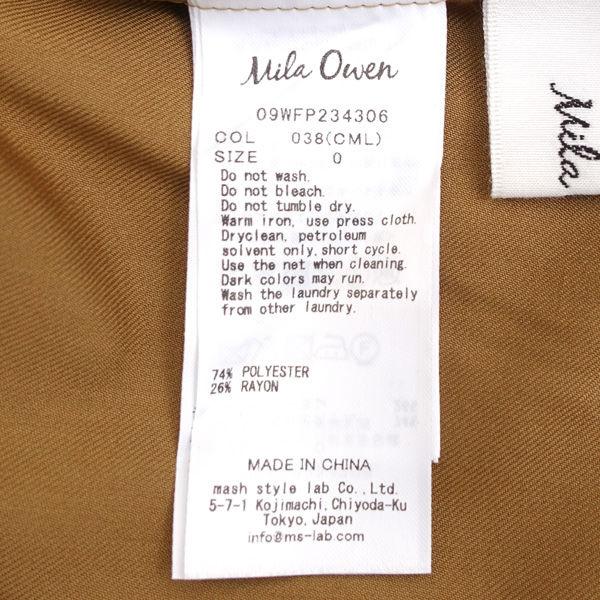 Mila Owen
09WFP234306
COL 038(CML)
SIZE 0
Do not wash.
Do not bleach.
Do not tumble dry.
Warm iron, use press cloth.
Dryclean, petroleum
solvent only, short cycle.
Use the net when cleaning.
Dark colors may run.
Wash the laundry separately
from other laundry.
74% POLYESTER
26% RAYON
MADE IN CHINA
mash style lab Co.,Ltd.
5-7-1 Kojimachi,Chiyoda-Ku
Tokyo,Japan
info@ms-lab.com
Mila